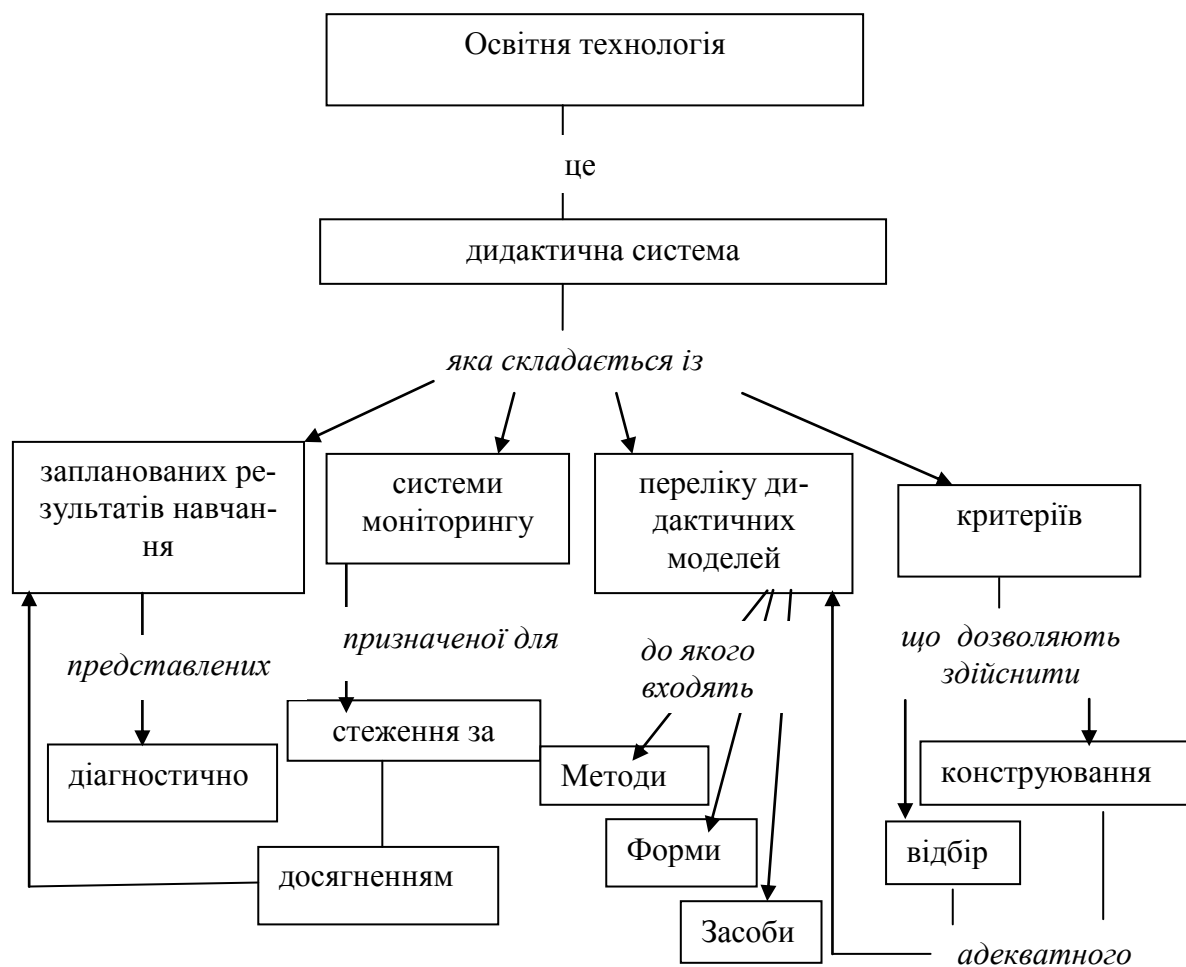 Освітня технологія
це
дидактична система
яка складається із
запланованих ре-
зультатів навчан-
ня
системи
моніторингу
переліку ди-
дактичних
моделей
критеріїв
представлених
призначеної для
до якого
входять
що дозволяють
здійснити
діагностично
стеження за
досягненням
Методи
Форми
Засоби
конструювання
відбір
адекватного